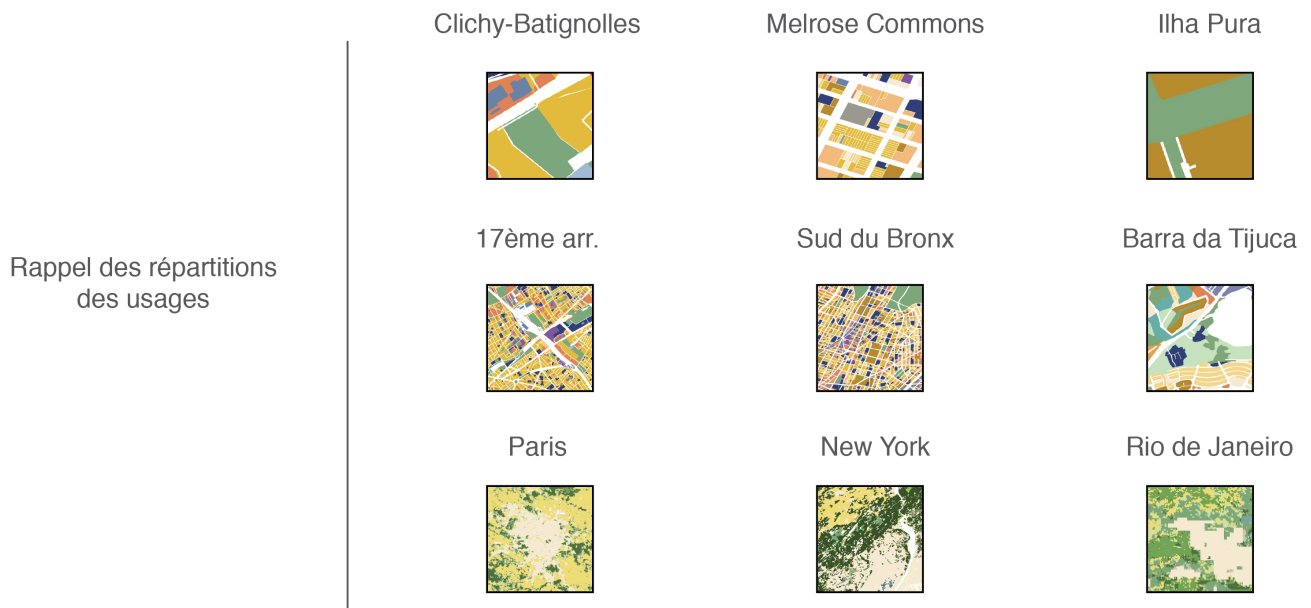 Clichy-Batignolles
Melrose Commons
Ilha Pura
Rappel des répartitions
des usages
17ème arr.
Sud du Bronx
Barra da Tijuca
Paris
New York
Rio de Janeiro